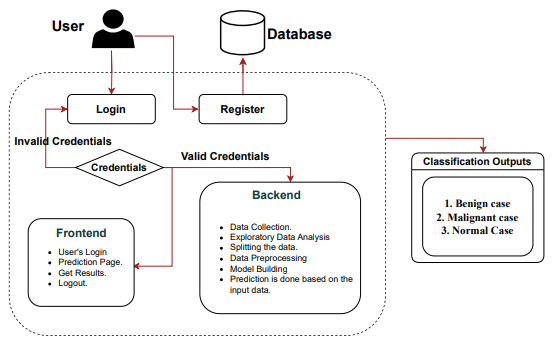 User
Database
Login
Register
Invalid Credentials
Credentials
Valid Credentials
Classification Outputs
1. Benign case
2. Malignant case
3. Normal Case
Frontend
• User's Login
• Prediction Page.
• Get Results.
• Logout.
Backend
• Data Collection.
• Exploratory Data Analysis
• Splitting the data.
• Data Preprocessing
• Model Building
• Prediction is done based on the
input data.